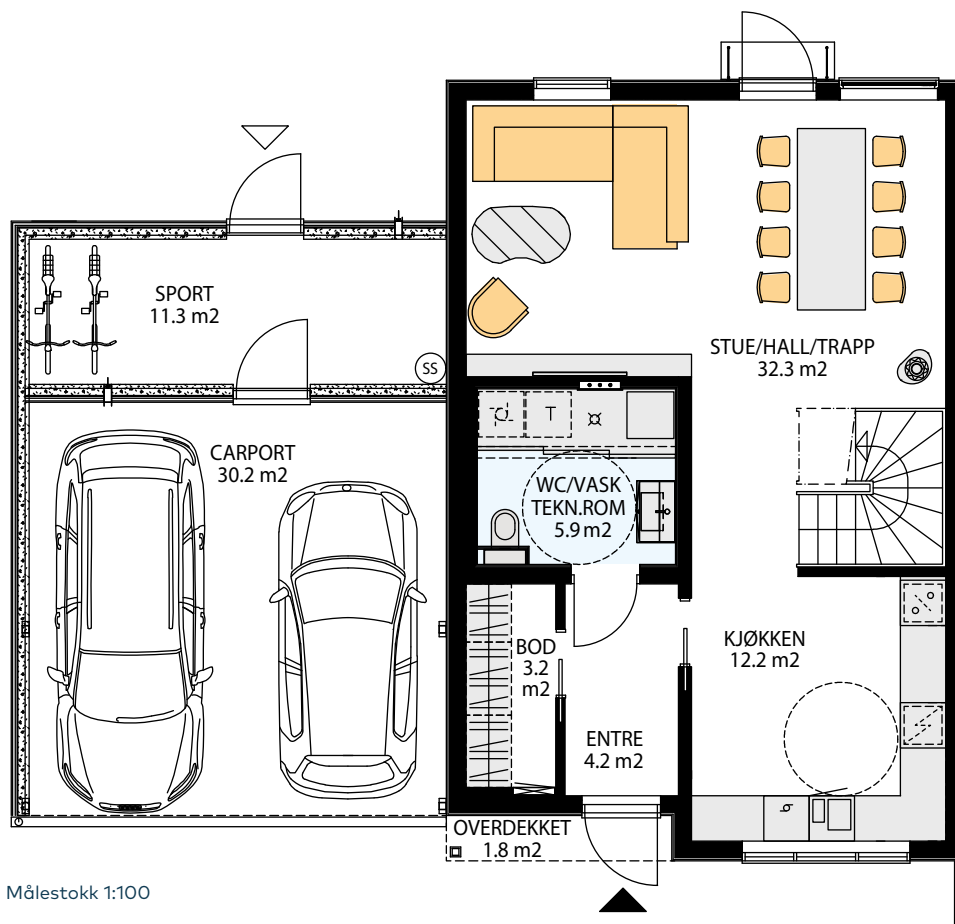 SPORT
11.3 m2
SS
STUE/HALL/TRAPP
32.3 m2
T
CARPORT
30.2 m2
WC/VASK
TEKN.ROM
5.9 m2
BOD
3.2
m2
KJØKKEN
12.2 m2
ENTRE
4.2 m2
OVERDEKKET
1.8 m2
Målestokk 1:100